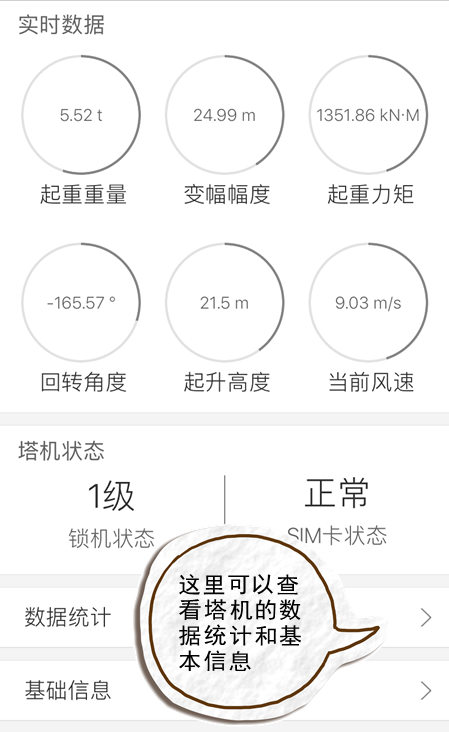 实时数据
5.52 t
24.99 m
1351.86 kN·M
起重重量
变幅幅度
起重力矩
-165.57 °
21.5 m
9.03 m/s
回转角度
起升高度
当前风速
塔机状态
1级
正常
锁机状态
SIM卡状态
这里可以查
看塔机的数
据统计和基
本信息
数据统计
基础信息